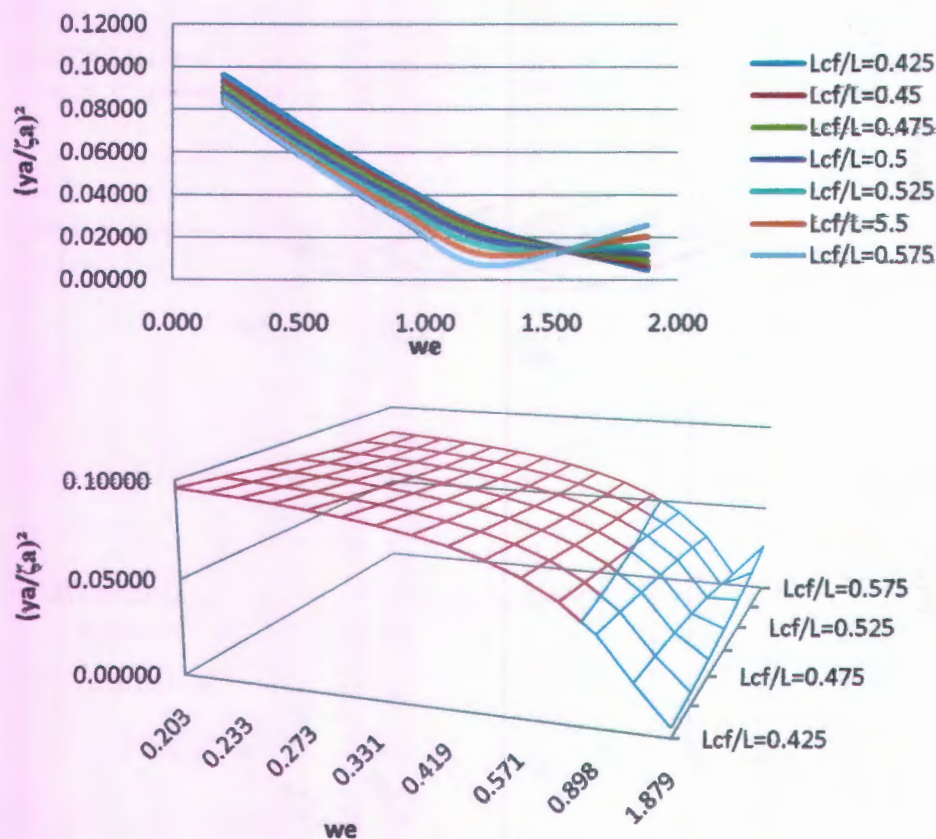 0.12000
0.10000
0.08000
0.06000
0.04000
0.02000
0.00000
(ya/ζa)²
0.000 0.500 1.000 1.500 2.000
we
Lcf/L=0.425
Lcf/L=0.45
Lcf/L=0.475
Lcf/L=0.5
Lcf/L=0.525
Lcf/L=5.5
Lcf/L=0.575
0.10000
0.05000
0.00000
(ya/ζa)²
0.203 0.233 0.273 0.331 0.419 0.571 0.898 1.879
we
Lcf/L=0.575
Lcf/L=0.525
Lcf/L=0.475
Lcf/L=0.425